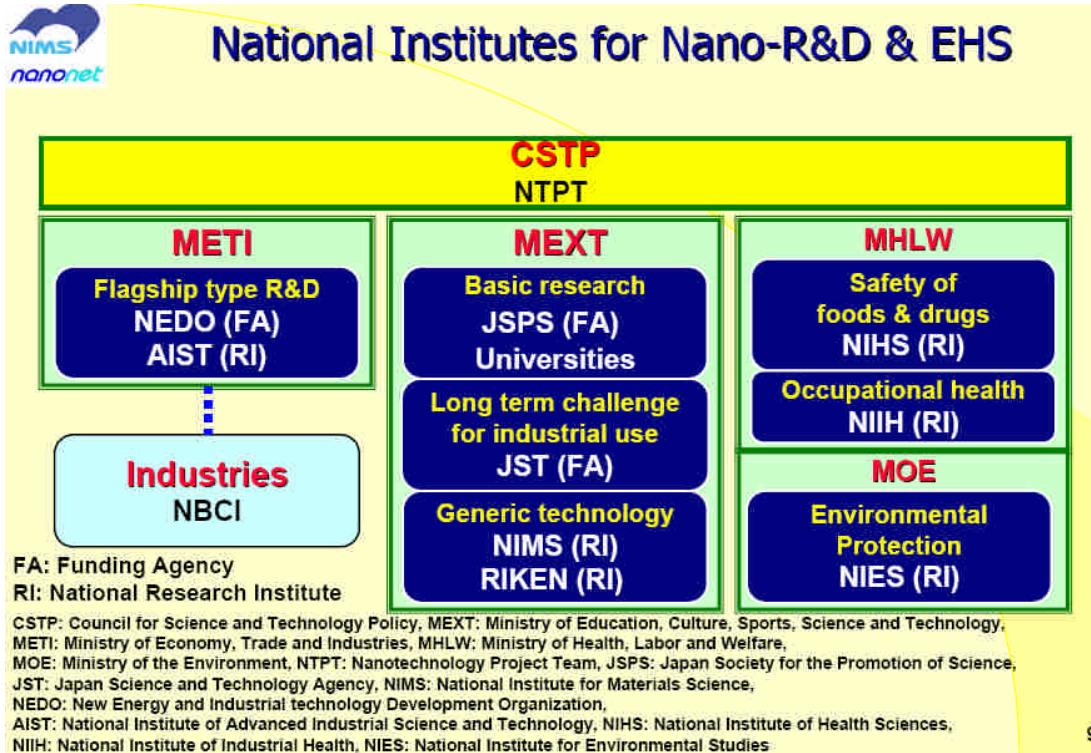 NIMS
nanonet
National Institutes for Nano-R&D & EHS
CSTP
NTPT
METI
Flagship type R&D
NEDO (FA)
AIST (RI)
Industries
NBCI
MEXT
Basic research
JSPS (FA)
Universities
Long term challenge
for industrial use
JST (FA)
Generic technology
NIMS (RI)
RIKEN (RI)
MHLW
Safety of
foods & drugs
NIHS (RI)
Occupational health
NIIH (RI)
MOE
Environmental
Protection
NIES (RI)
FA: Funding Agency
RI: National Research Institute
CSTP: Council for Science and Technology Policy, MEXT: Ministry of Education, Culture, Sports, Science and Technology,
METI: Ministry of Economy, Trade and Industries, MHLW: Ministry of Health, Labor and Welfare,
MOE: Ministry of the Environment, NTPT: Nanotechnology Project Team, JSPS: Japan Society for the Promotion of Science,
JST: Japan Science and Technology Agency, NIMS: National Institute for Materials Science,
NEDO: New Energy and Industrial technology Development Organization,
AIST: National Institute of Advanced Industrial Science and Technology, NIHS: National Institute of Health Sciences,
NIIH: National Institute of Industrial Health, NIES: National Institute for Environmental Studies